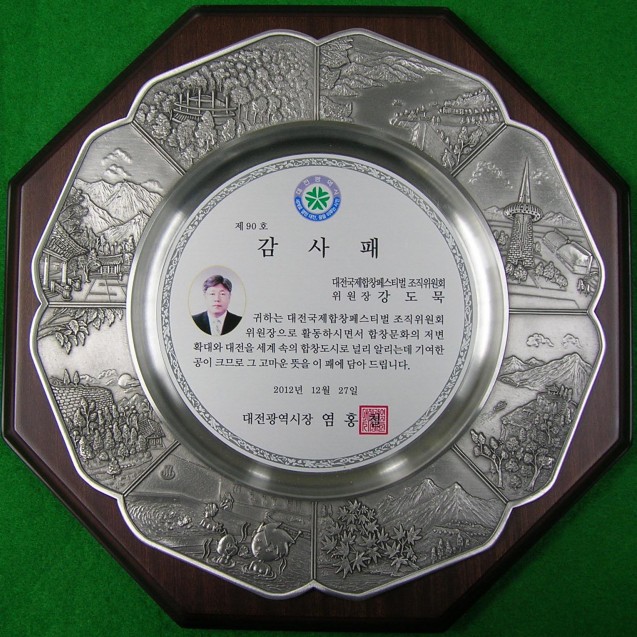 대전광역시
제 90 호
감 사 패
대전국제합창페스티벌 조직위원회
위 원 장 강 도 묵
귀하는 대전국제합창페스티벌 조직위원회
위원장으로 활동하시면서 합창문화의 저변
확대와 대전을 세계 속의 합창도시로 널리 알리는데 기여한
공이 크므로 그 고마운 뜻을 이 패에 담아 드립니다.
2012년 12월 27일
대전광역시장 염 홍 철